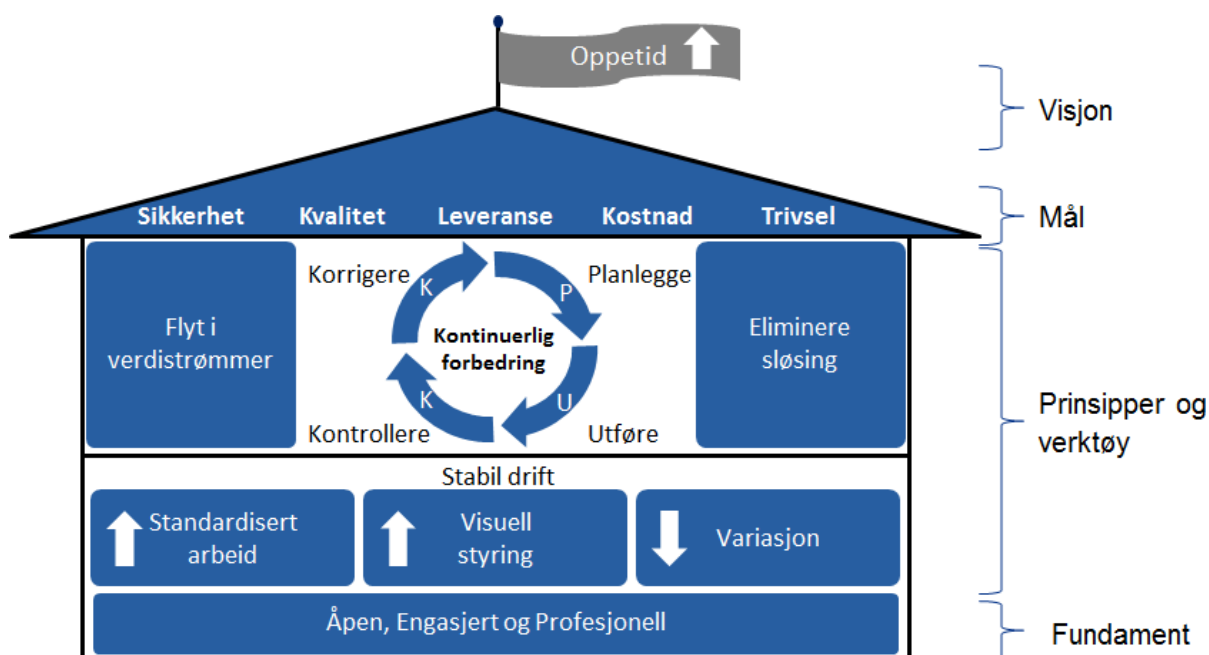 Oppetid
Visjon
Sikkerhet Kvalitet Leveranse Kostnad Trivsel
Mål
Flyt i
verdistrømmer
Korrigere
Planlegge
K
P
Kontinuerlig
forbedring
K
U
Kontrollere
Utføre
Eliminere
sløsing
Prinsipper og
verktøy
Stabil drift
Standardisert
arbeid
Visuell
styring
Variasjon
Åpen, Engasjert og Profesjonell
Fundament